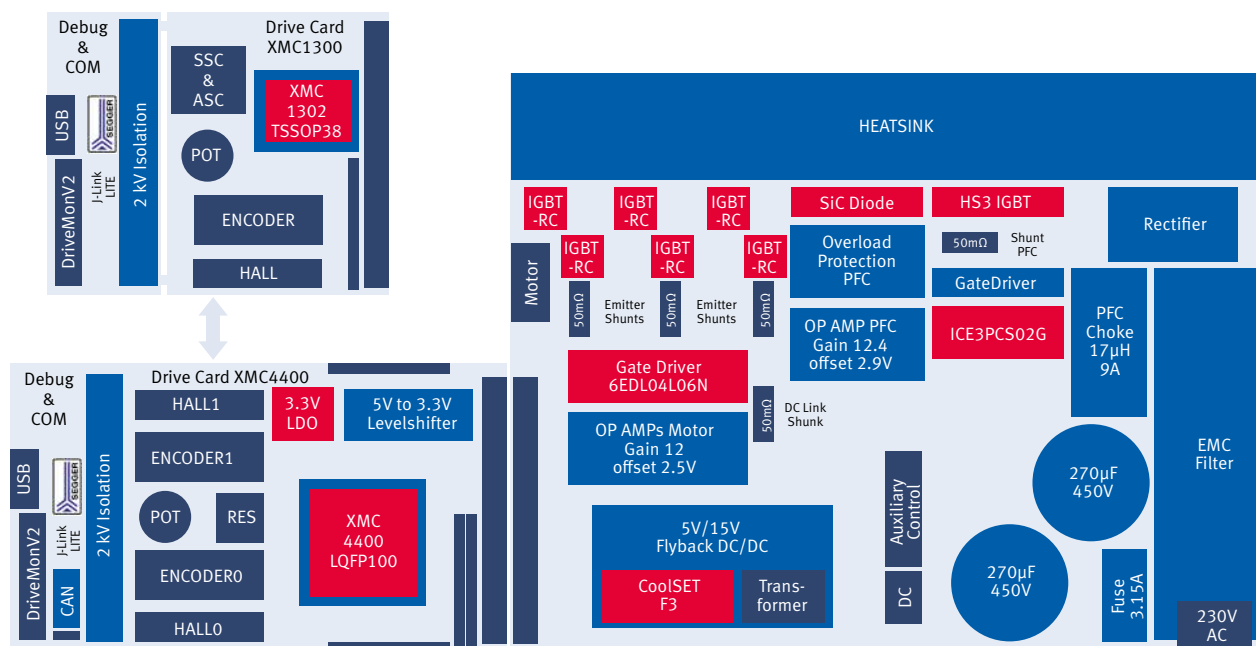 Debug
&
COM
Drive Card
XMC1300
SSC
&
ASC
XMC
1302
TSSOP38
USB
SEGGER
J-Link
LITE
2 kV Isolation
POT
DriveMonV2
ENCODER
HALL
HEATSINK
IGBT
-RC
IGBT
-RC
IGBT
-RC
SiC Diode
HS3 IGBT
Rectifier
IGBT
-RC
IGBT
-RC
IGBT
-RC
Overload
Protection
PFC
50mΩ
Shunt
PFC
Motor
50mΩ
Emitter
Shunts
50mΩ
Emitter
Shunts
50mΩ
GateDriver
PFC
Choke
17µH
9A
OP AMP PFC
Gain 12.4
offset 2.9V
ICE3PCS02G
Gate Driver
6EDL04L06N
50mΩ
DC Link
Shunk
OP AMPs Motor
Gain 12
offset 2.5V
EMC
Filter
270µF
450V
Auxiliary
Control
5V/15V
Flyback DC/DC
CoolSET
F3
Trans-
former
DC
270µF
450V
Fuse
3.15A
230V
AC
Debug
&
COM
Drive Card XMC4400
HALL1
3.3V
LDO
5V to 3.3V
Levelshifter
ENCODER1
USB
SEGGER
J-Link
LITE
2 kV Isolation
POT
RES
XMC
4400
LQFP100
DriveMonV2
CAN
ENCODER0
HALL0